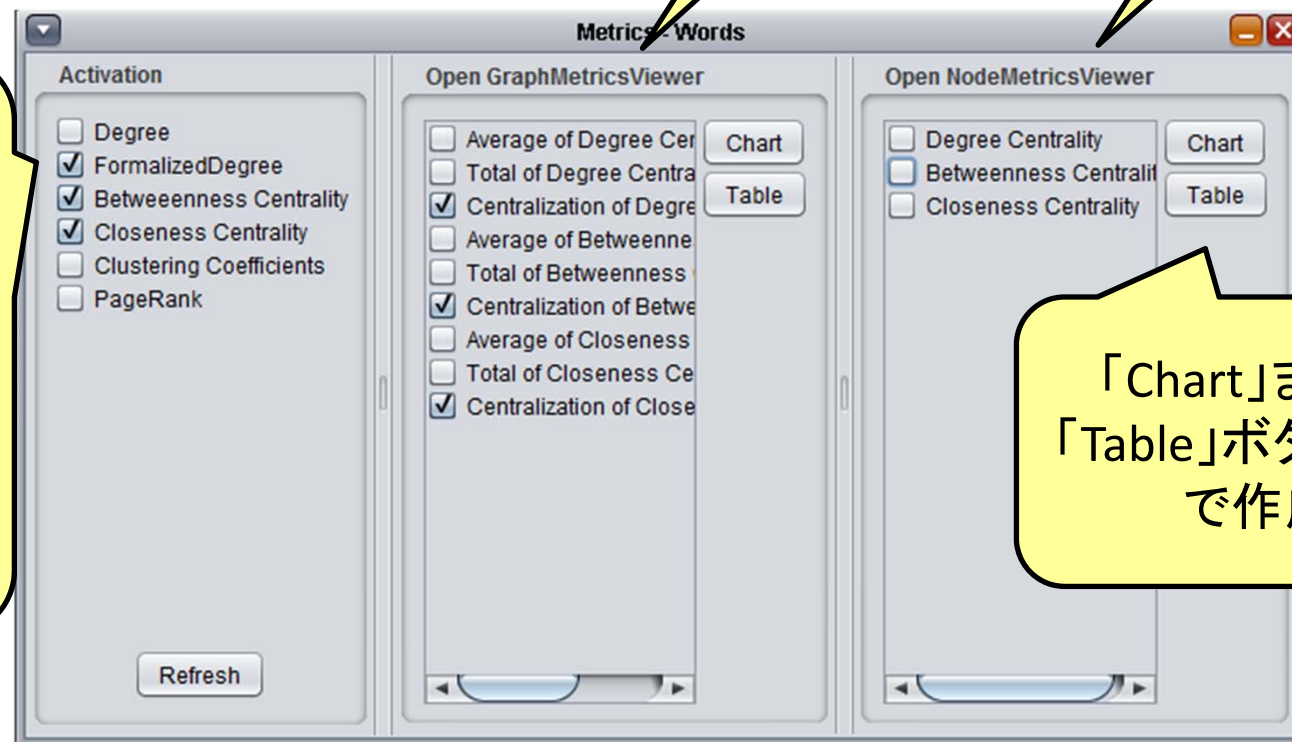 Metrics - Words
Activation
Degree
FormalizedDegree
Betweeenness Centrality
Closeness Centrality
Clustering Coefficients
PageRank
Refresh
Open GraphMetricsViewer
Average of Degree Cen
Total of Degree Centra
Centralization of Degre
Average of Betweenne
Total of Betweenness
Centralization of Betwe
Average of Closeness
Total of Closeness Ce
Centralization of Close
Chart
Table
Open NodeMetricsViewer
Degree Centrality
Betweenness Centralit
Closeness Centrality
Chart
Table
「Chart」ま
「Table」ボタ
で作